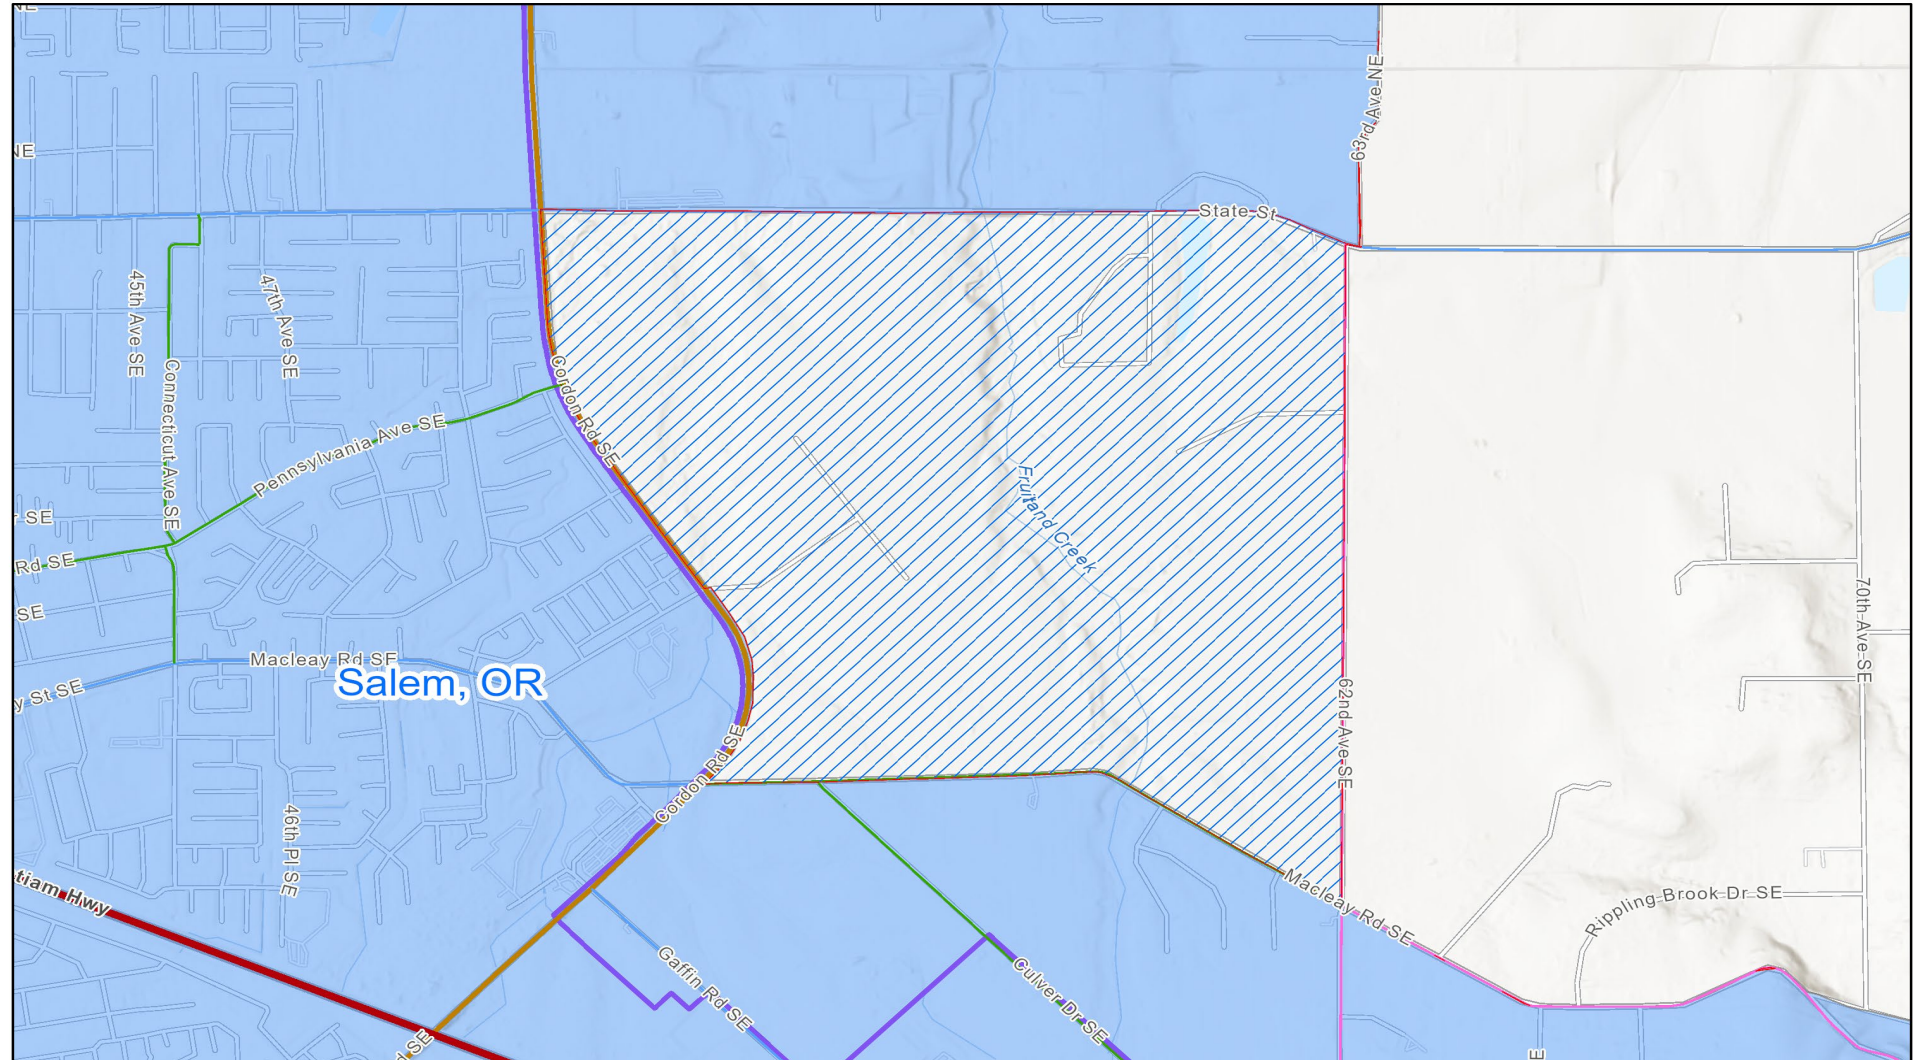 NE
State St
63rd Ave NE
NE
45th Ave SE
47th Ave SE
Connecticut Ave SE
Cordon Rd SE
Pennsylvania Ave SE
Fruitland Creek
SE
Rd SE
SE
70th Ave SE
Macleay Rd SE
Salem, OR
y St SE
62nd Ave SE
Cordon Rd SE
46th Pl SE
tiam Hwy
Macleay Rd SE
Rippling Brook Dr SE
Gaffin Rd SE
Culver Dr SE
d SE
E